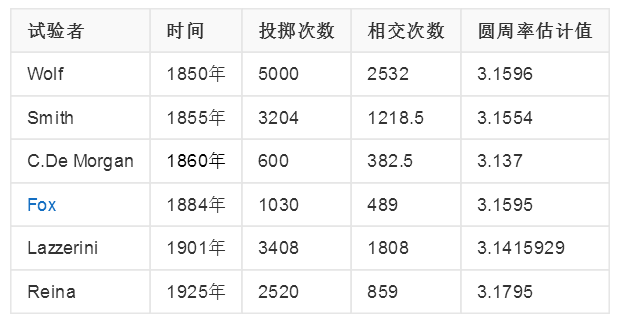 试验者 时间 投掷次数 相交次数 圆周率估计值
Wolf 1850年 5000 2532 3.1596
Smith 1855年 3204 1218.5 3.1554
C.De Morgan 1860年 600 382.5 3.137
Fox 1884年 1030 489 3.1595
Lazzerini 1901年 3408 1808 3.1415929
Reina 1925年 2520 859 3.1795